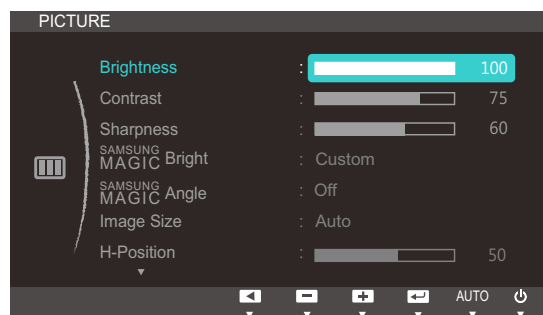 PICTURE
Brightness : 100
Contrast : 75
Sharpness : 60
SAMSUNG
MAGIC Bright : Custom
SAMSUNG
MAGIC Angle : Off
Image Size : Auto
H-Position : 50
AUTO